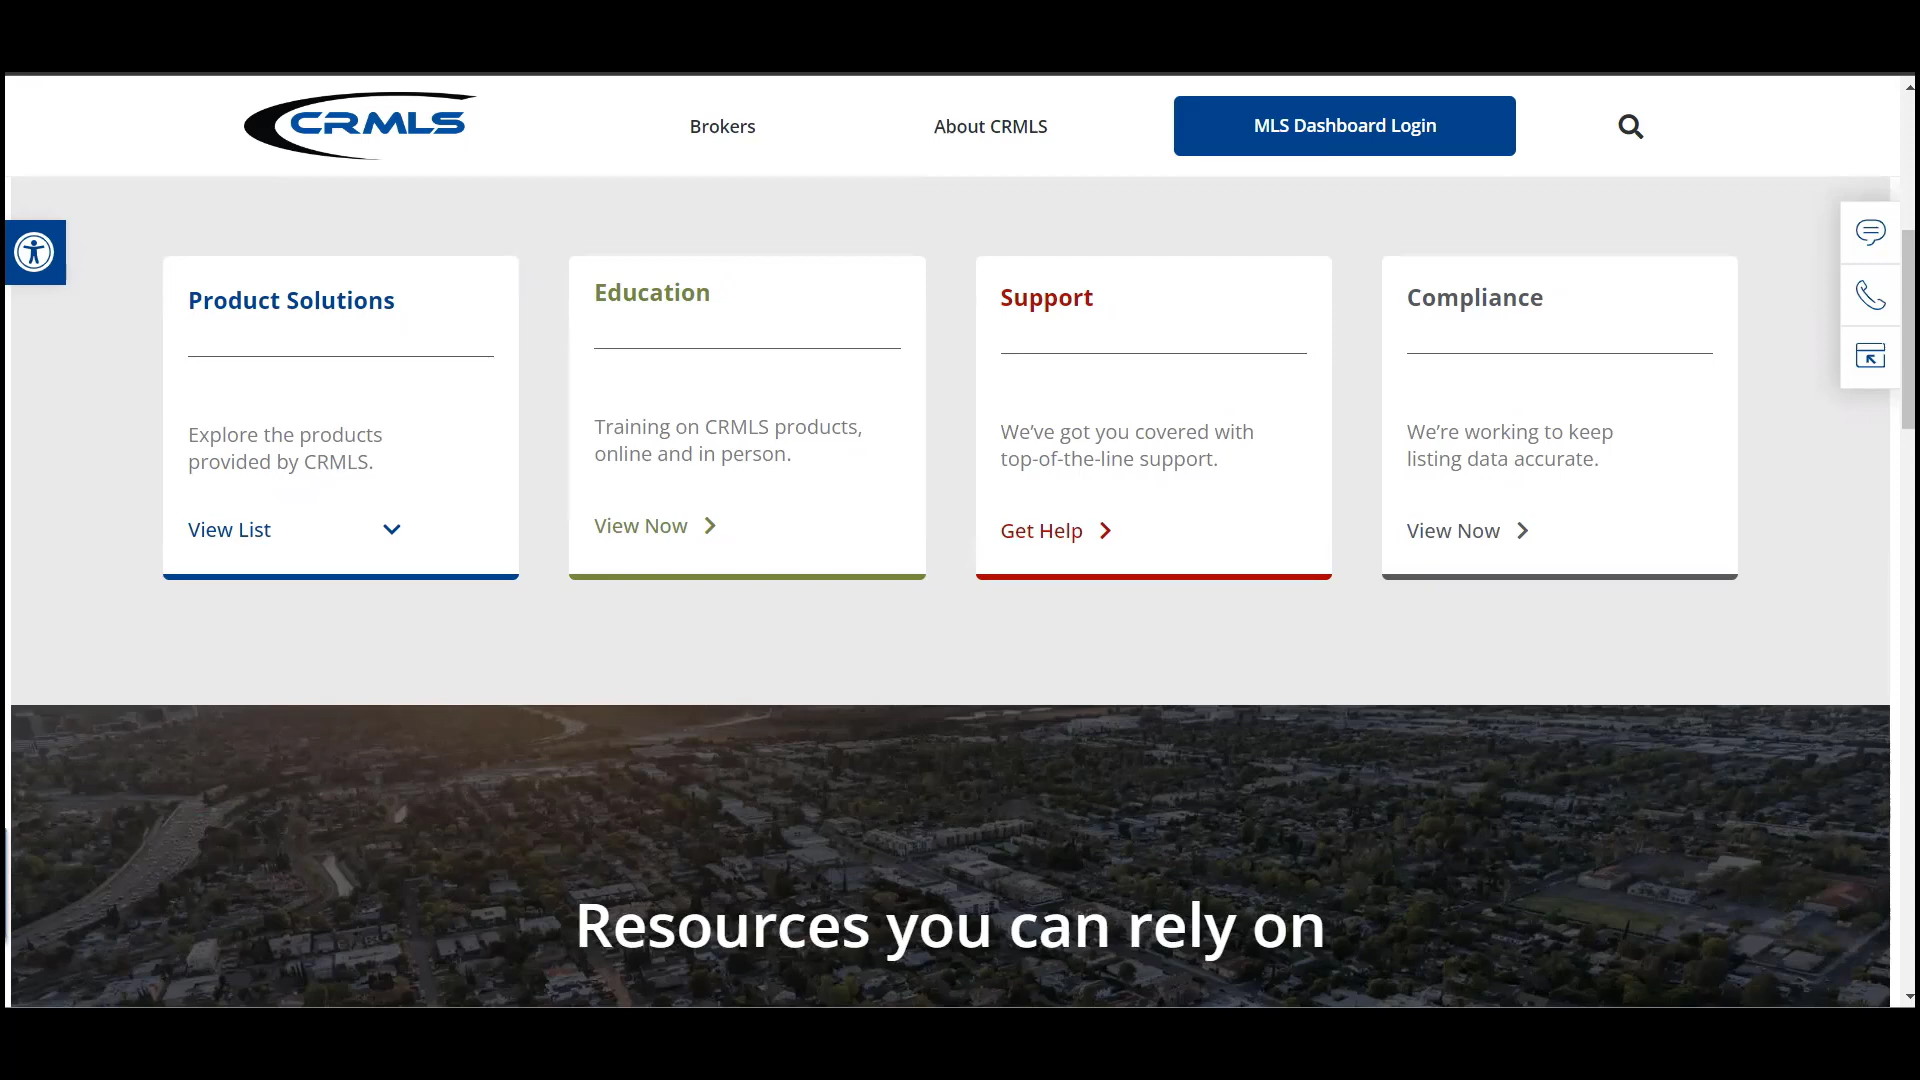 CRMLS
Brokers
About CRMLS
MLS Dashboard Login
Product Solutions
Explore the products
provided by CRMLS.
View List
Education
Training on CRMLS products,
online and in person.
View Now
Support
We’ve got you covered with
top-of-the-line support.
Get Help
Compliance
We’re working to keep
listing data accurate.
View Now
Resources you can rely on